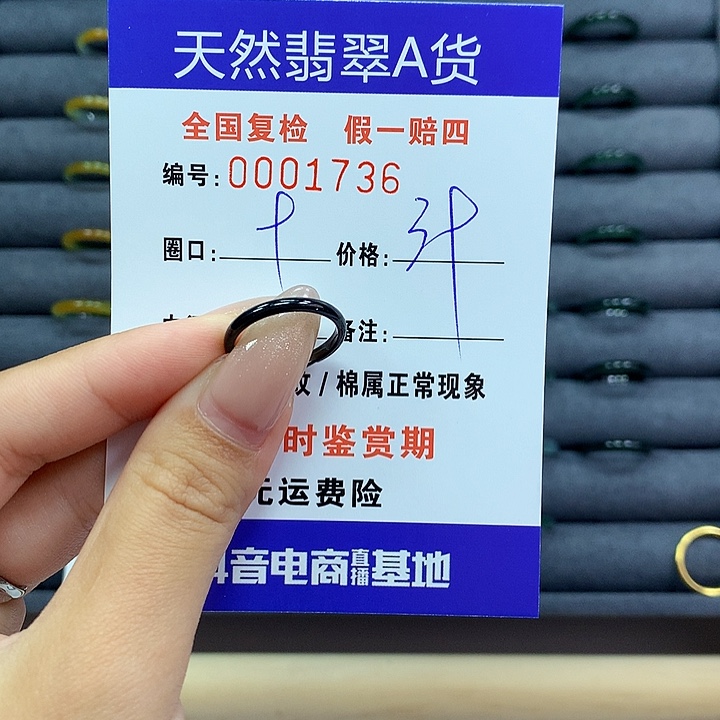 天然翡翠A货
全国复检 假一赔四
编号:0001736
圈口: 价格:
备注:
纹/棉属正常现象
时鉴赏期
运费险
抖音电商直播基地